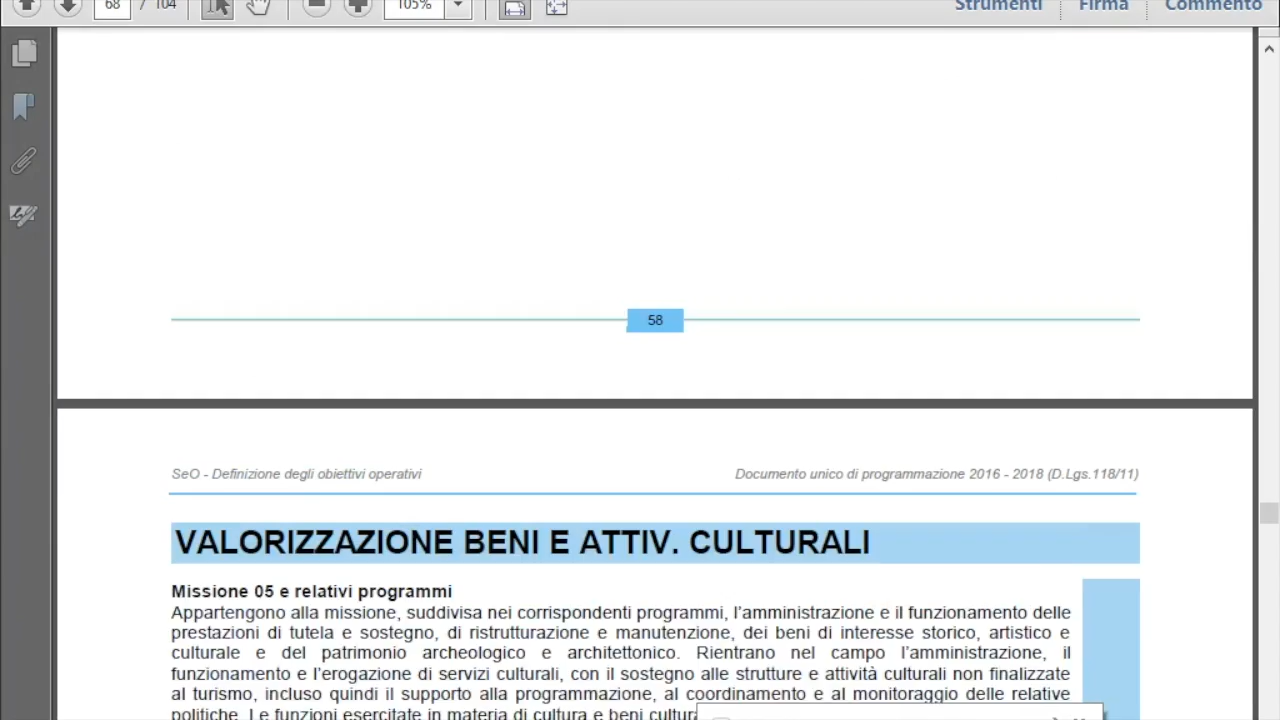 68 / 104
105%
Strumenti
Firma
Commento
58
SeO - Definizione degli obiettivi operativi
Documento unico di programmazione 2016 - 2018 (D.Lgs.118/11)
VALORIZZAZIONE BENI E ATTIV. CULTURALI
Missione 05 e relativi programmi
Appartengono alla missione, suddivisa nei corrispondenti programmi, l'amministrazione e il funzionamento delle
prestazioni di tutela e sostegno, di ristrutturazione e manutenzione, dei beni di interesse storico, artistico e
culturale e del patrimonio archeologico e architettonico. Rientrano nel campo l'amministrazione, il
funzionamento e l'erogazione di servizi culturali, con il sostegno alle strutture e attività culturali non finalizzate
al turismo, incluso quindi il supporto alla programmazione, al coordinamento e al monitoraggio delle relative
politiche. Le funzioni esercitate in materia di cultura e beni